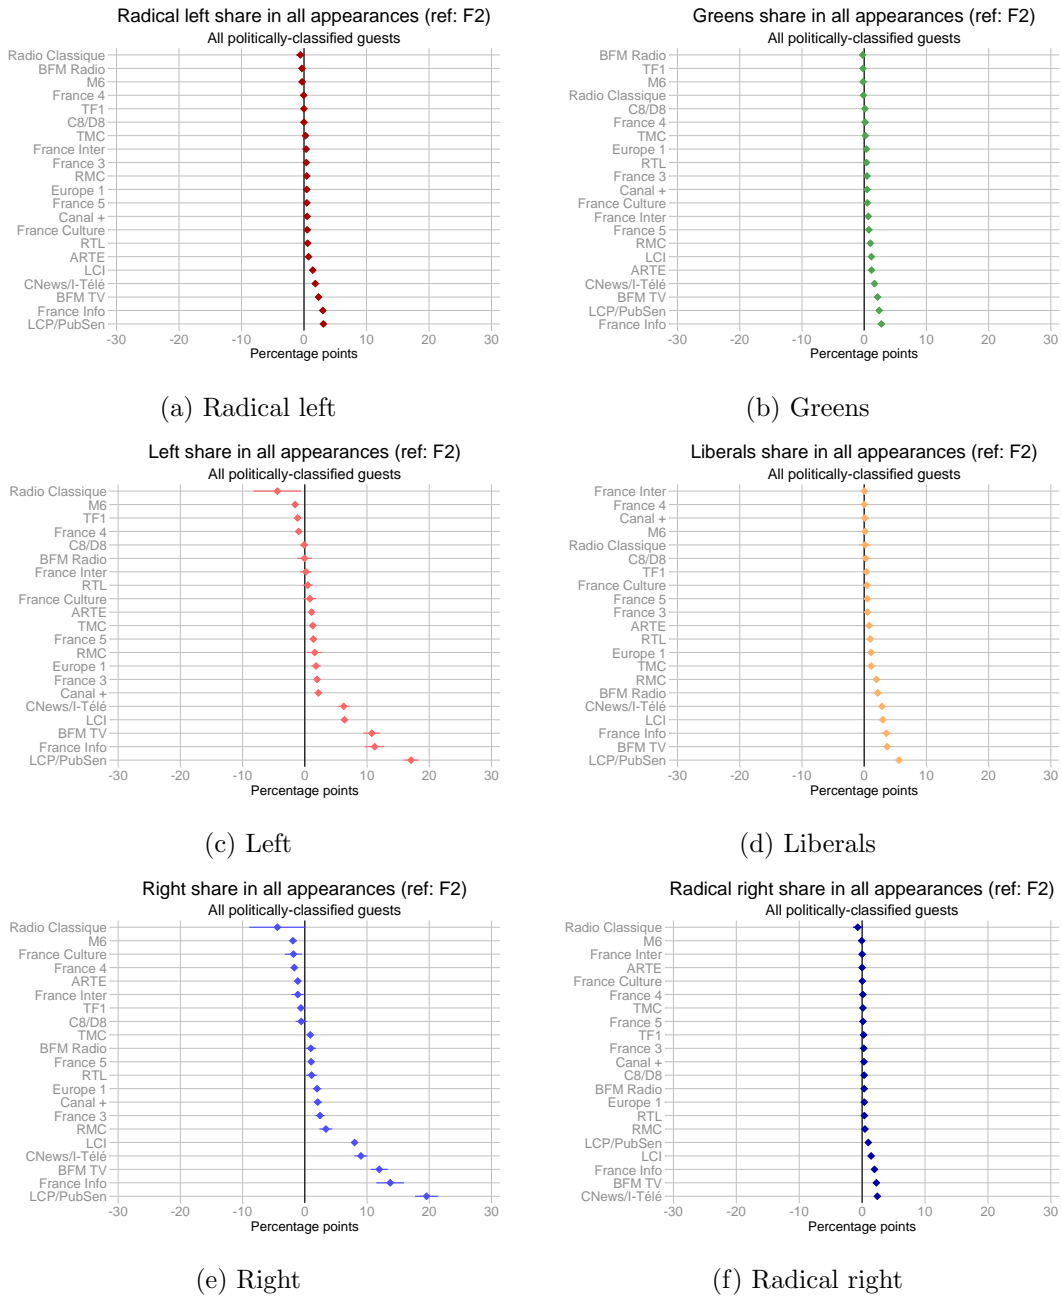 Radical left share in all appearances (ref: F2)
All politically-classified guests
Radio Classique
BFM Radio
M6
France 4
TF1
C8/D8
TMC
France Inter
France 3
RMC
Europe 1
France 5
Canal +
France Culture
RTL
ARTE
LCI
CNews/I-Télé
BFM TV
France Info
LCP/PubSen
-30 -20 -10 0 10 20 30
Percentage points
(a) Radical left
Greens share in all appearances (ref: F2)
All politically-classified guests
BFM Radio
TF1
M6
Radio Classique
C8/D8
France 4
TMC
Europe 1
RTL
France 3
Canal +
France Culture
France Inter
France 5
RMC
LCI
ARTE
CNews/I-Télé
BFM TV
LCP/PubSen
France Info
-30 -20 -10 0 10 20 30
Percentage points
(b) Greens
Left share in all appearances (ref: F2)
All politically-classified guests
Radio Classique
M6
TF1
France 4
C8/D8
BFM Radio
France Inter
RTL
France Culture
ARTE
TMC
France 5
RMC
Europe 1
France 3
Canal +
CNews/I-Télé
LCI
BFM TV
France Info
LCP/PubSen
-30 -20 -10 0 10 20 30
Percentage points
(c) Left
Liberals share in all appearances (ref: F2)
All politically-classified guests
France Inter
France 4
Canal +
M6
Radio Classique
C8/D8
TF1
France Culture
France 5
France 3
ARTE
RTL
Europe 1
TMC
RMC
BFM Radio
CNews/I-Télé
LCI
France Info
BFM TV
LCP/PubSen
-30 -20 -10 0 10 20 30
Percentage points
(d) Liberals
Right share in all appearances (ref: F2)
All politically-classified guests
Radio Classique
M6
France Culture
France 4
ARTE
France Inter
TF1
C8/D8
TMC
BFM Radio
France 5
RTL
Europe 1
Canal +
France 3
RMC
LCI
CNews/I-Télé
BFM TV
France Info
LCP/PubSen
-30 -20 -10 0 10 20 30
Percentage points
(e) Right
Radical right share in all appearances (ref: F2)
All politically-classified guests
Radio Classique
M6
France Inter
ARTE
France Culture
France 4
TMC
France 5
TF1
France 3
Canal +
C8/D8
BFM Radio
Europe 1
RTL
RMC
LCP/PubSen
LCI
France Info
BFM TV
CNews/I-Télé
-30 -20 -10 0 10 20 30
Percentage points
(f) Radical right